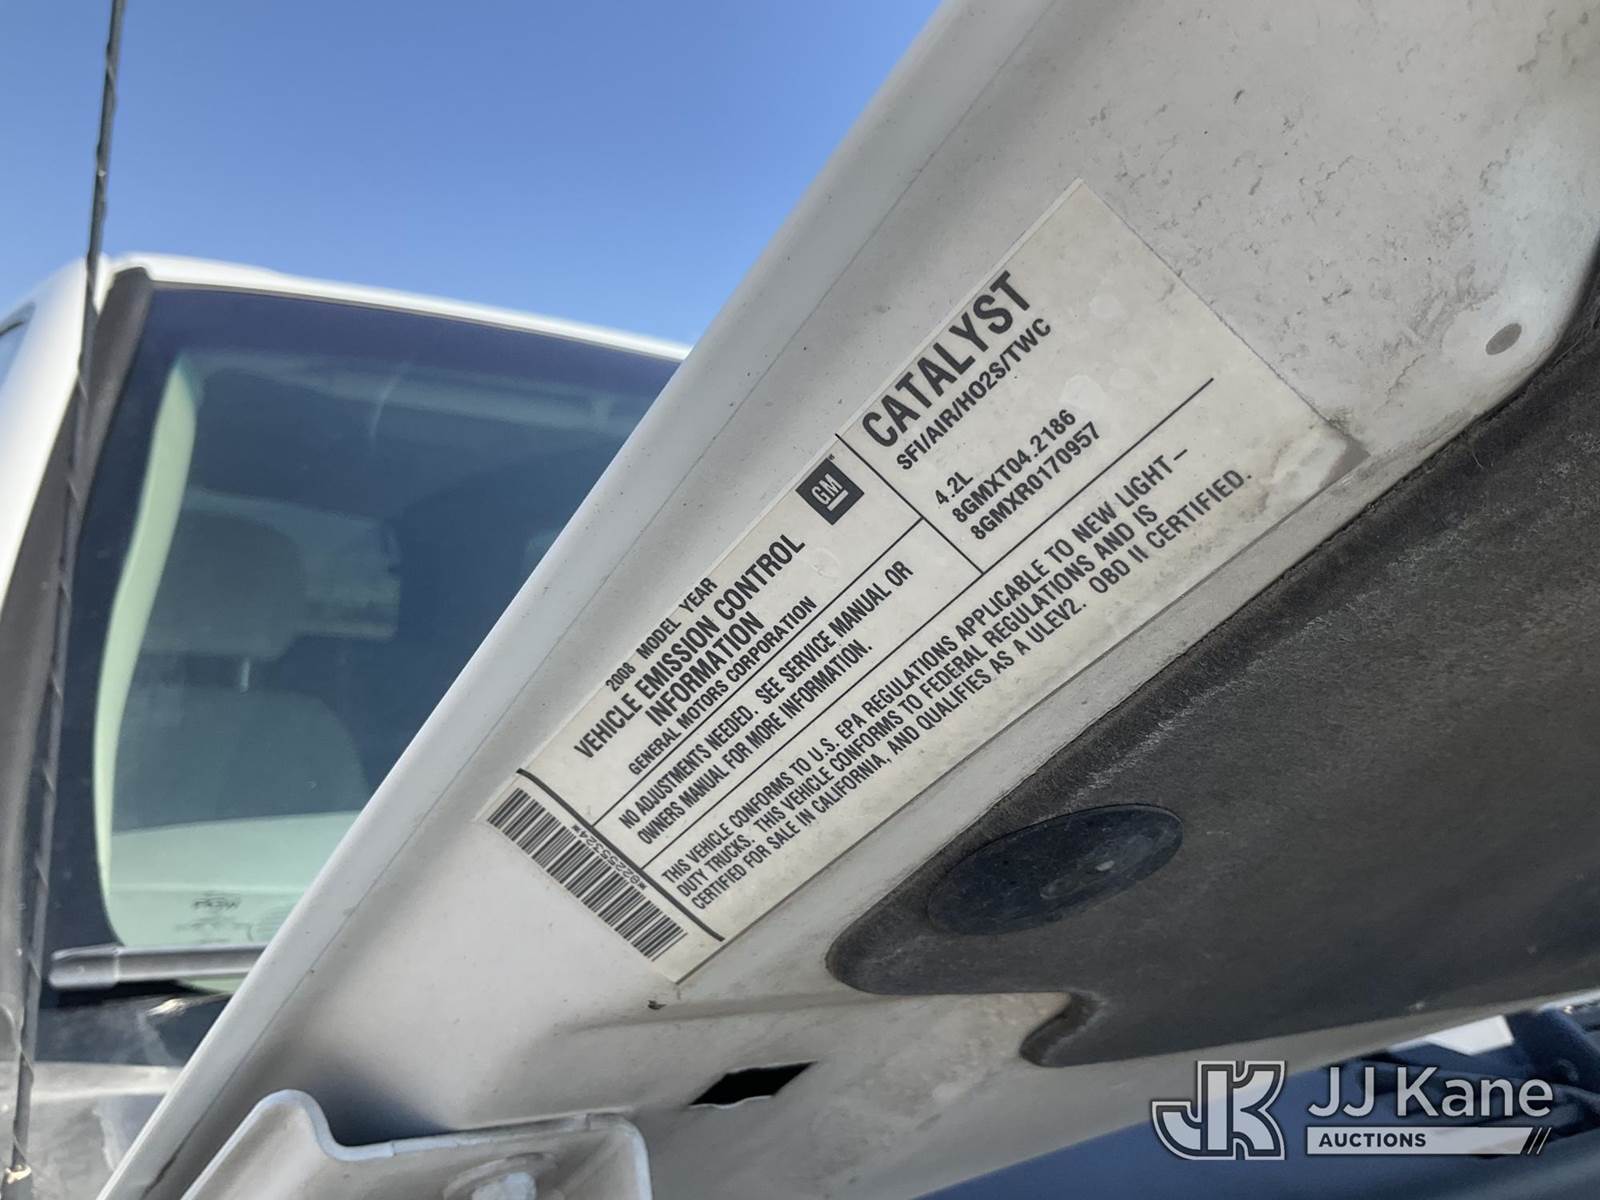 2008 MODEL YEAR
VEHICLE EMISSION CONTROL
INFORMATION
GENERAL MOTORS CORPORATION
GM
CATALYST
SFI/AIR/HO2S/TWC
4.2L
8GMXT04.2186
8GMXR0170957
NO ADJUSTMENTS NEEDED. SEE SERVICE MANUAL OR
OWNERS MANUAL FOR MORE INFORMATION.
THIS VEHICLE CONFORMS TO U.S. EPA REGULATIONS APPLICABLE TO NEW LIGHT-
DUTY TRUCKS. THIS VEHICLE CONFORMS TO FEDERAL REGULATIONS AND IS
CERTIFIED FOR SALE IN CALIFORNIA, AND QUALIFIES AS A ULEV2. OBD II CERTIFIED.
*82255324*
JK JJ Kane
AUCTIONS